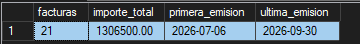 facturas importe_total primera_emision ultima_emision
1 21 1306500.00 2026-07-06 2026-09-30